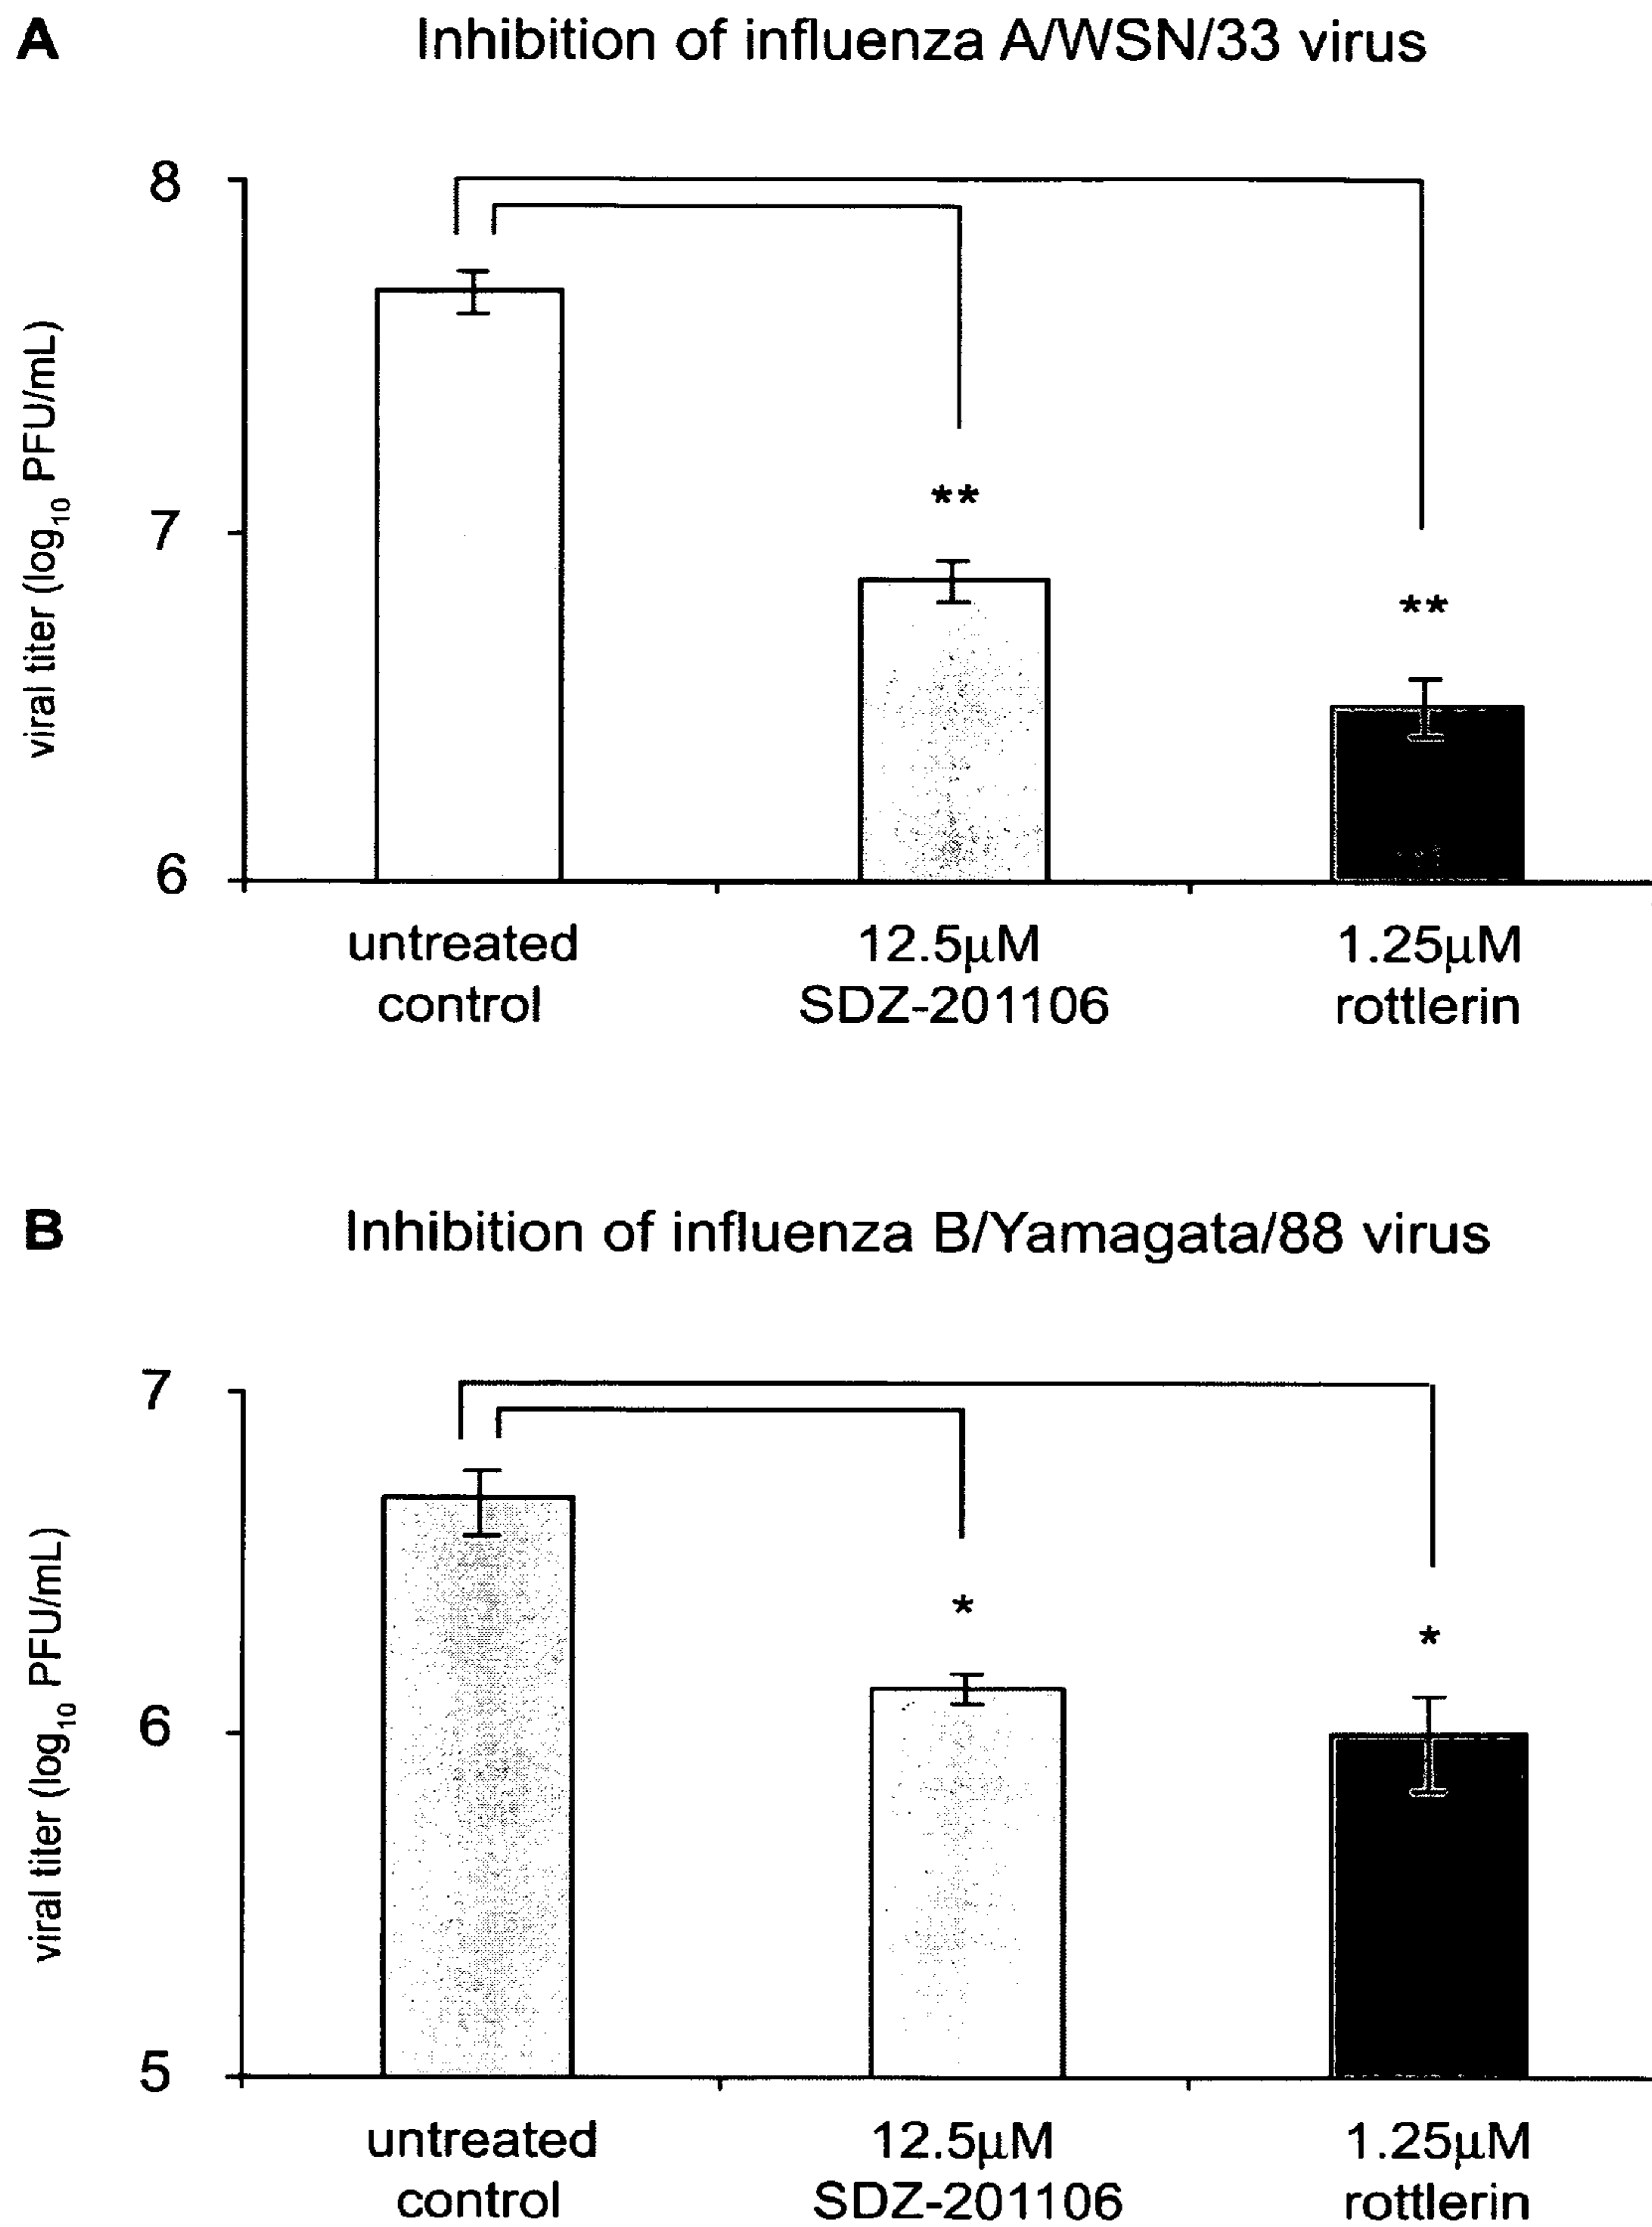 A
Inhibition of influenza A/WSN/33 virus
8
7
6
viral titer (log10 PFU/mL)
**
**
untreated
control
12.5µM
SDZ-201106
1.25µM
rottlerin
B
Inhibition of influenza B/Yamagata/88 virus
7
6
5
viral titer (log10 PFU/mL)
*
*
untreated
control
12.5µM
SDZ-201106
1.25µM
rottlerin